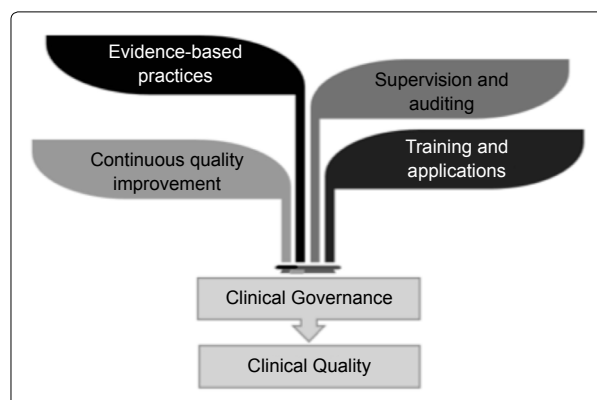 Evidence-based
practices
Supervision and
auditing
Continuous quality
improvement
Training and
applications
Clinical Governance
Clinical Quality